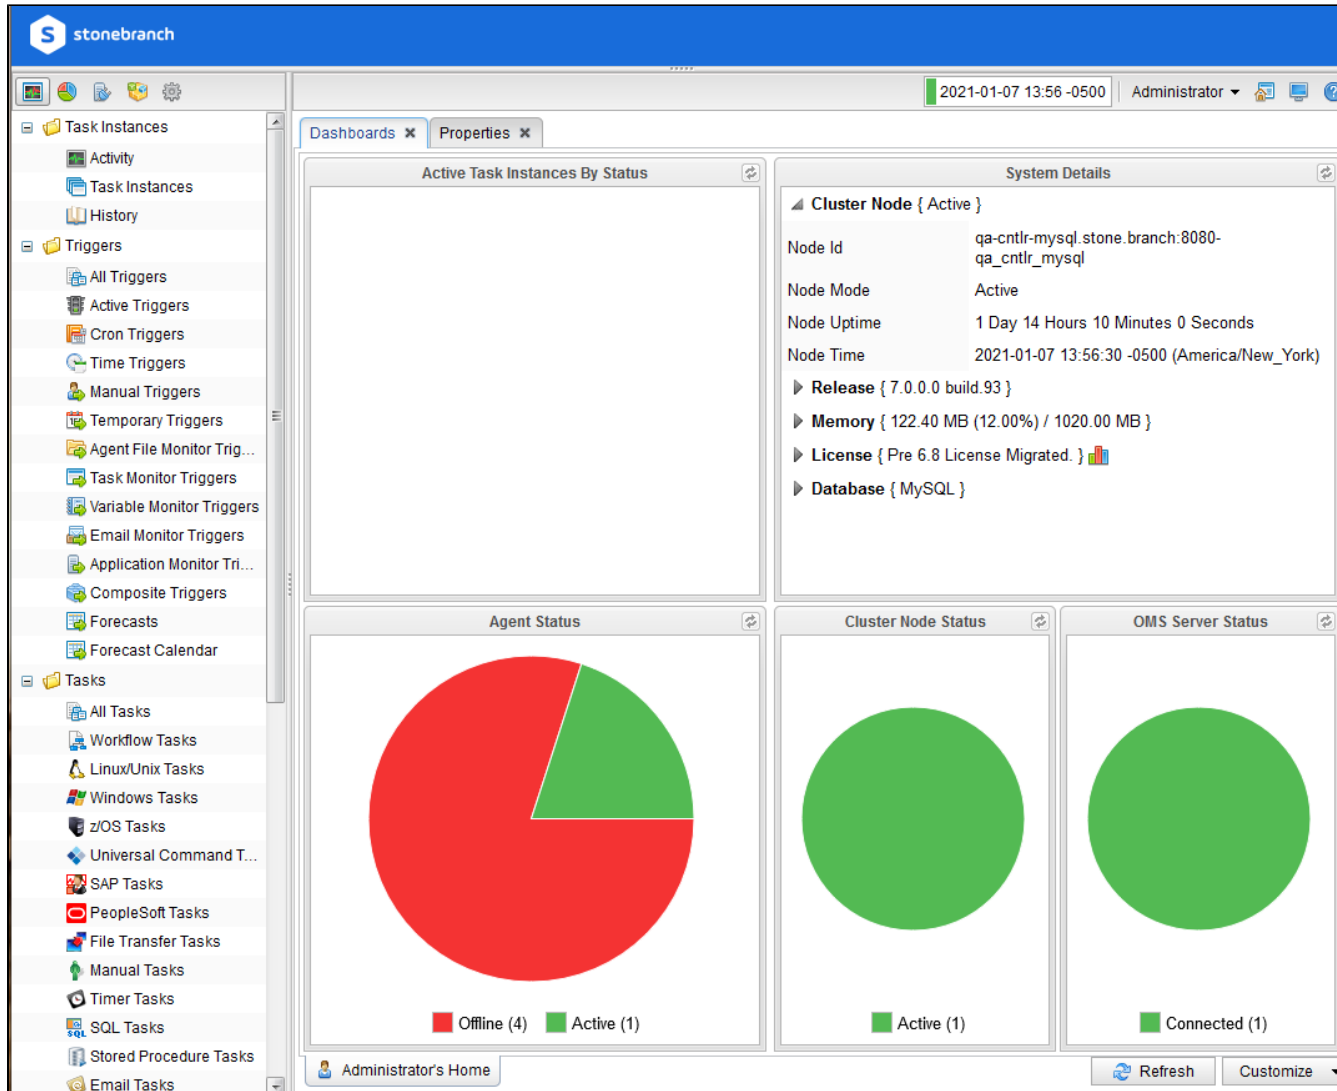 stonebranch
2021-01-07 13:56 -0500
Administrator
Task Instances
Activity
Task Instances
History
Triggers
All Triggers
Active Triggers
Cron Triggers
Time Triggers
Manual Triggers
Temporary Triggers
Agent File Monitor Trig...
Task Monitor Triggers
Variable Monitor Triggers
Email Monitor Triggers
Application Monitor Tri...
Composite Triggers
Forecasts
Forecast Calendar
Tasks
All Tasks
Workflow Tasks
Linux/Unix Tasks
Windows Tasks
z/OS Tasks
Universal Command T...
SAP Tasks
PeopleSoft Tasks
File Transfer Tasks
Manual Tasks
Timer Tasks
SQL Tasks
Stored Procedure Tasks
Email Tasks
Dashboards
Properties
Active Task Instances By Status
System Details
Cluster Node { Active }
Node Id
qa-cntlr-mysql.stone.branch:8080-
qa_cntlr_mysql
Node Mode Active
Node Uptime 1 Day 14 Hours 10 Minutes 0 Seconds
Node Time 2021-01-07 13:56:30 -0500 (America/New_York)
Release { 7.0.0.0 build.93 }
Memory { 122.40 MB (12.00%) / 1020.00 MB }
License { Pre 6.8 License Migrated. }
Database { MySQL }
Agent Status
Offline (4) Active (1)
Cluster Node Status
Active (1)
OMS Server Status
Connected (1)
Administrator's Home
Refresh
Customize